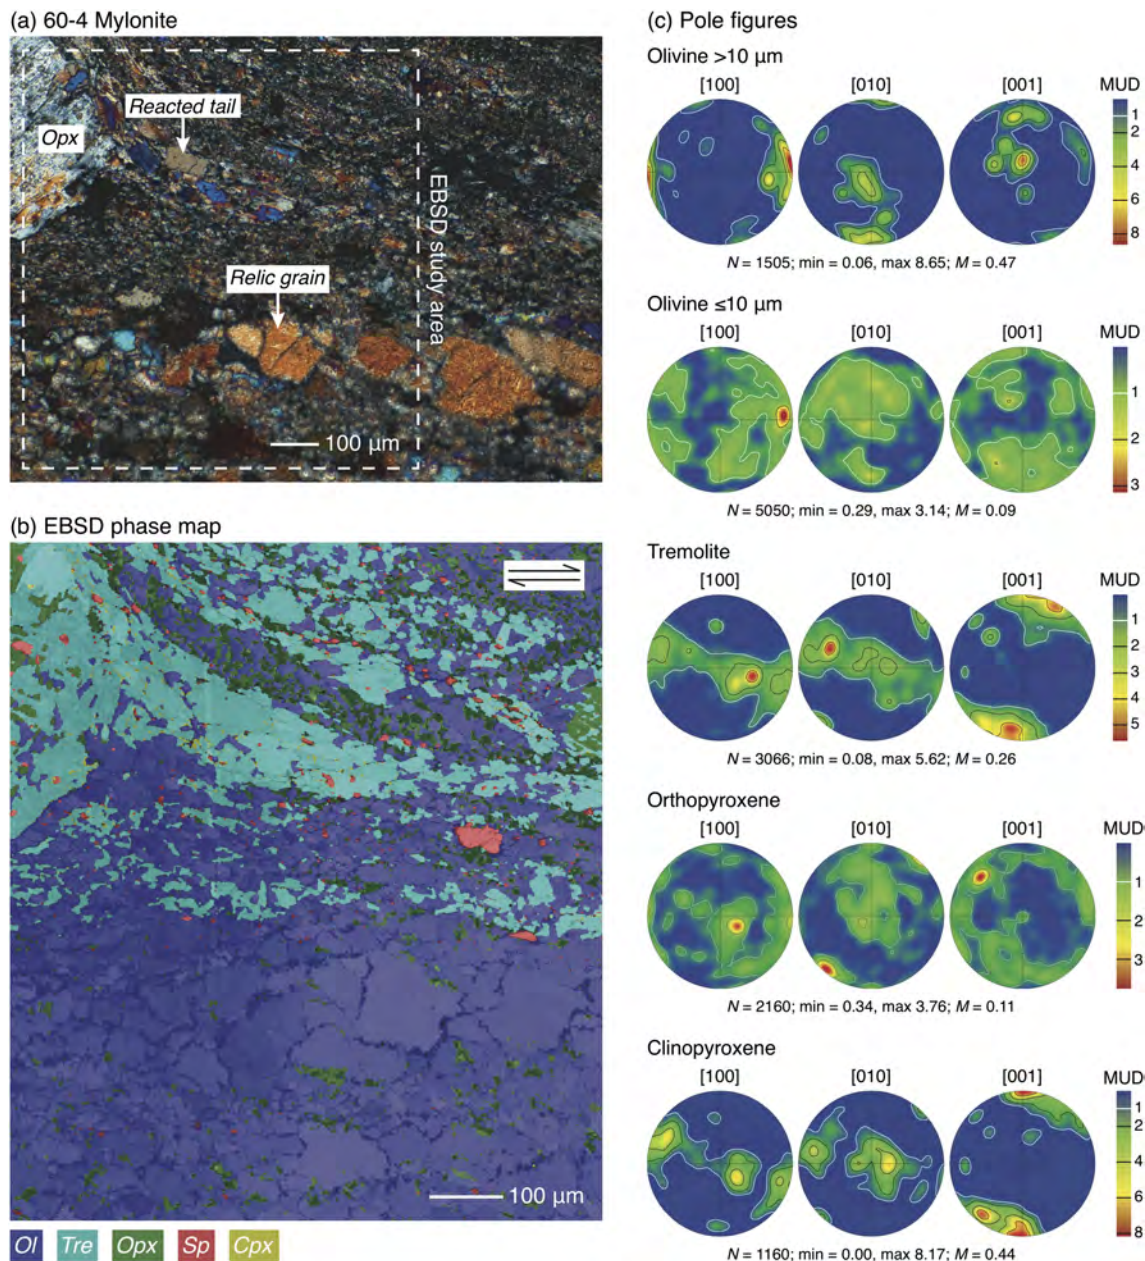 (a) 60-4 Mylonite
Reacted tail
Opx
EBSD study area
Relic grain
100 µm
(b) EBSD phase map
100 µm
Ol Tre Opx Sp Cpx
(c) Pole figures
Olivine >10 µm
[100] [010] [001] MUD
1
2
4
6
8
N = 1505; min = 0.06, max 8.65; M = 0.47
Olivine ≤10 µm
[100] [010] [001] MUD
1
2
3
N = 5050; min = 0.29, max 3.14; M = 0.09
Tremolite
[100] [010] [001] MUD
1
2
3
4
5
N = 3066; min = 0.08, max 5.62; M = 0.26
Orthopyroxene
[100] [010] [001] MUD
1
2
3
N = 2160; min = 0.34, max 3.76; M = 0.11
Clinopyroxene
[100] [010] [001] MUD
1
2
4
6
8
N = 1160; min = 0.00, max 8.17; M = 0.44